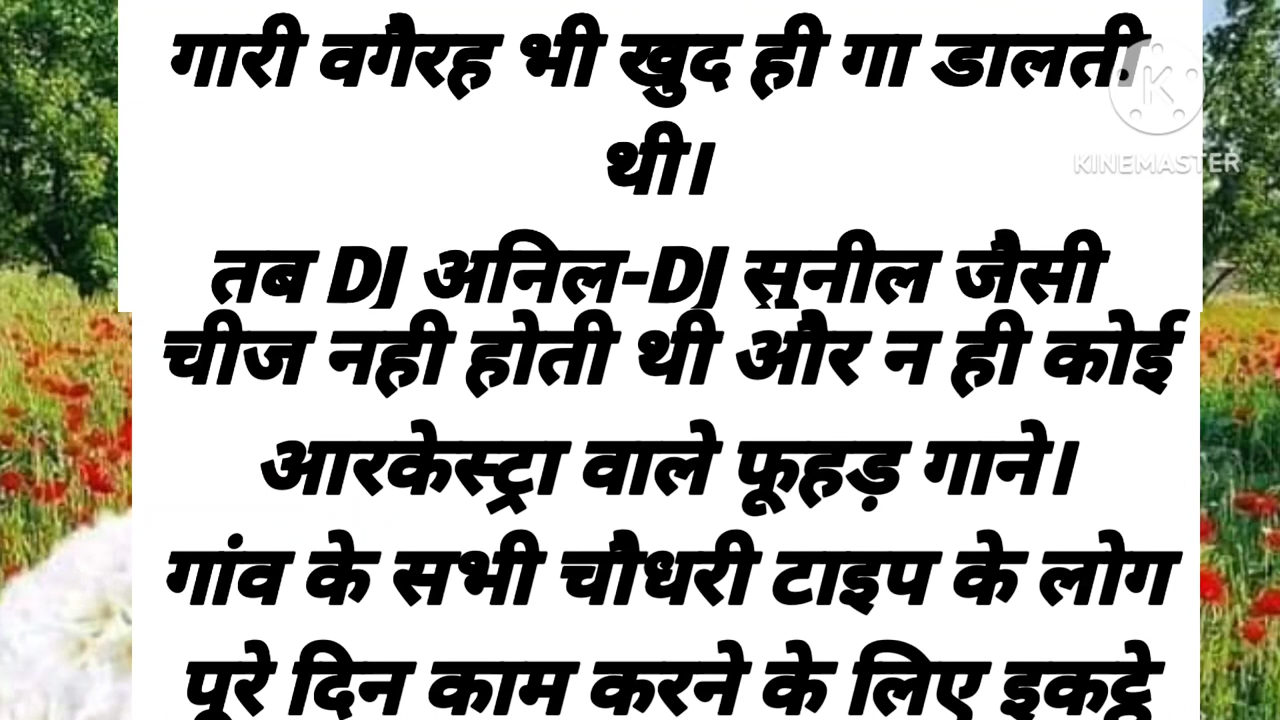 गारी वगैरह भी खुद ही गा डालती
थी।
KINEMASTER
तब DJ अनिल-DJ सुनील जैसी
चीज नही होती थी और न ही कोई
आरकेस्ट्रा वाले फूहड़ गाने।
गांव के सभी चौधरी टाइप के लोग
पूरे दिन काम करने के लिए इकट्ठे